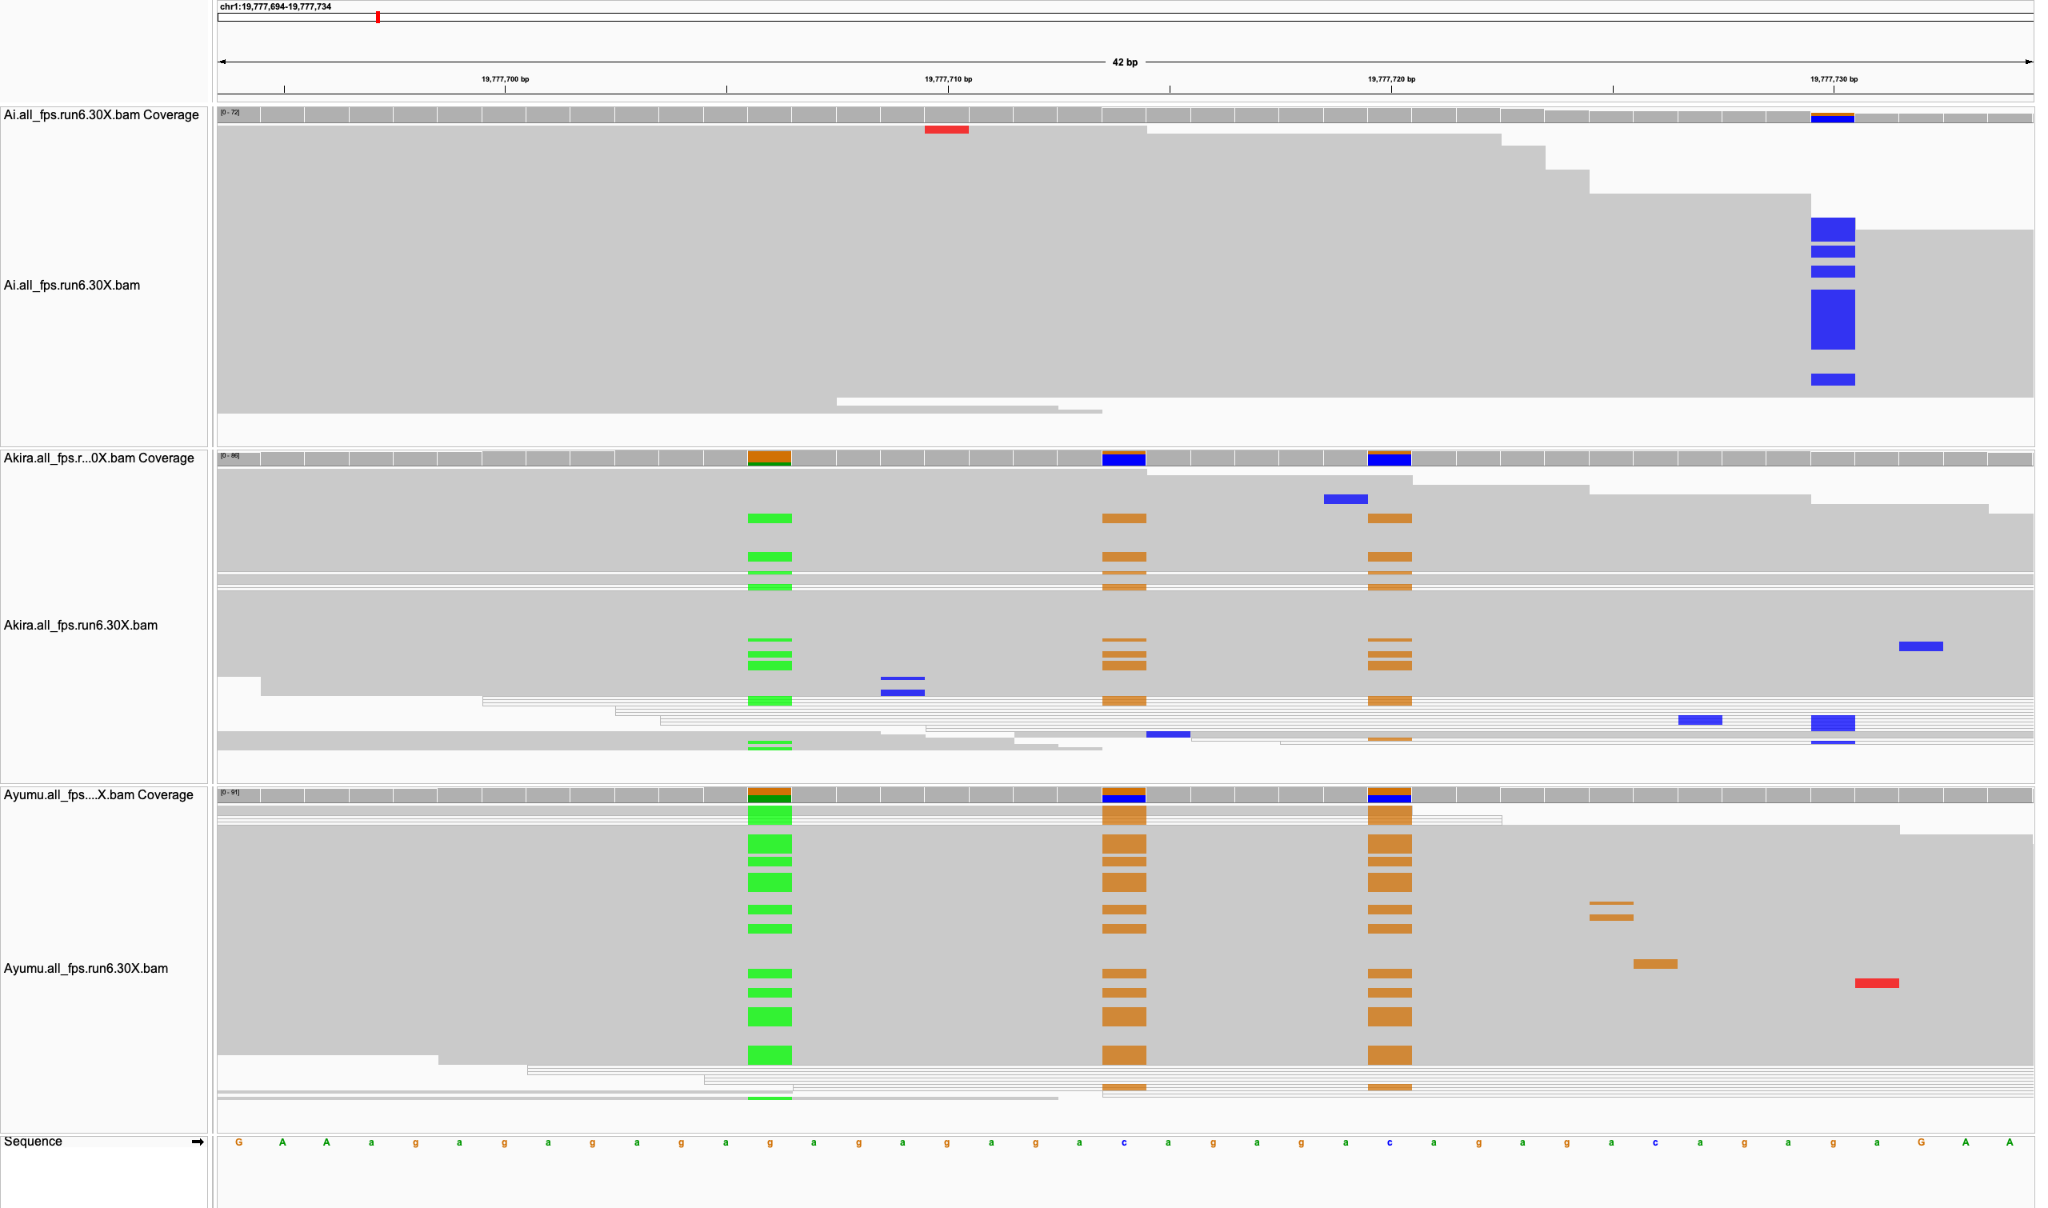 chr1:19,777,694-19,777,734
42 bp
19,777,700 bp 19,777,710 bp 19,777,720 bp 19,777,730 bp
Ai.all_fps.run6.30X.bam Coverage
[0 - 72]
Ai.all_fps.run6.30X.bam
Akira.all_fps.r...0X.bam Coverage
[0 - 86]
Akira.all_fps.run6.30X.bam
Ayumu.all_fps....X.bam Coverage
[0 - 91]
Ayumu.all_fps.run6.30X.bam
Sequence G A A a g a g a g a g a g a g a g a g a c a g a g a c a g a g a c a g a g a G A A